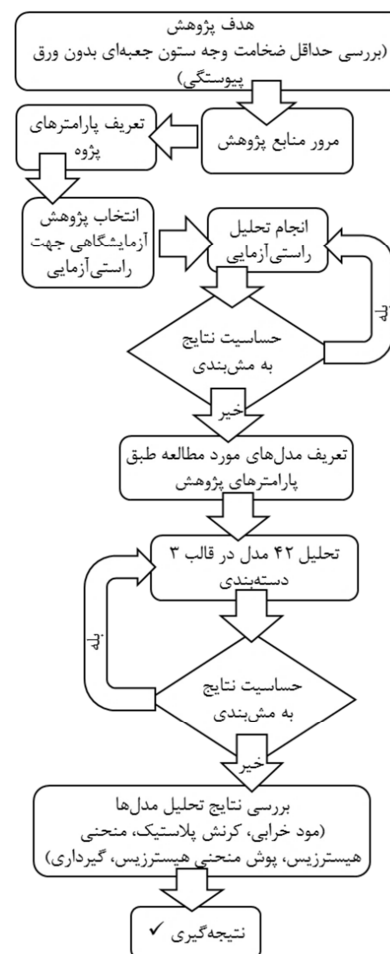 هدف پژوهش
(بررسی حداقل ضخامت وجه ستون جعبه‌ای بدون ورق
پیوستگی)
مرور منابع پژوهش
تعریف پارامترهای
پژوه
انتخاب پژوهش
آزمایشگاهی جهت
راستی‌آزمایی
انجام تحلیل
راستی‌آزمایی
حساسیت نتایج
به مش‌بندی
بله
خیر
تعریف مدل‌های مورد مطالعه طبق
پارامترهای پژوهش
تحلیل ۴۲ مدل در قالب ۳
دسته‌بندی
حساسیت نتایج
به مش‌بندی
بله
خیر
بررسی نتایج تحلیل مدل‌ها
(مود خرابی، کرنش پلاستیک، منحنی
هیسترزیس، پوش منحنی هیسترزیس، گیرداری)
نتیجه‌گیری ✓